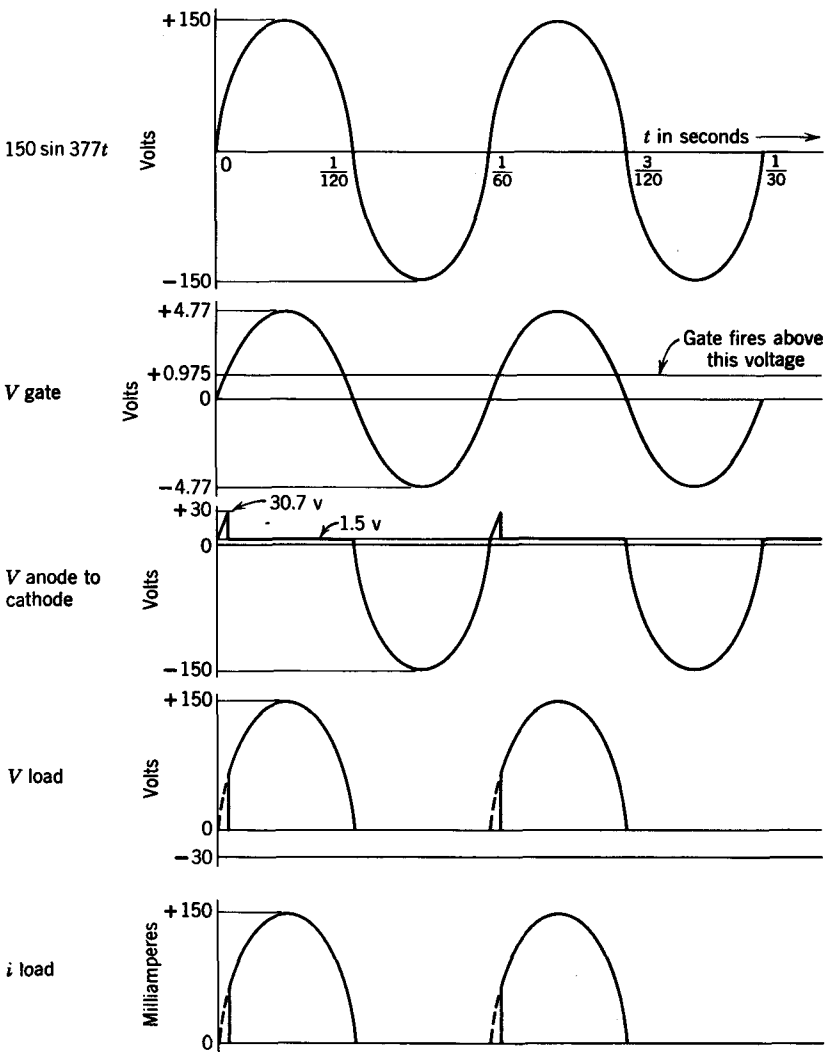 +150
150 sin 377t
Volts
t in seconds
0
1/120
1/60
3/120
1/30
−150
+4.77
Gate fires above
this voltage
+0.975
V gate
Volts
0
−4.77
+30
30.7 v
1.5 v
0
V anode to
cathode
Volts
−150
+150
V load
Volts
0
−30
+150
i load
Milliamperes
0